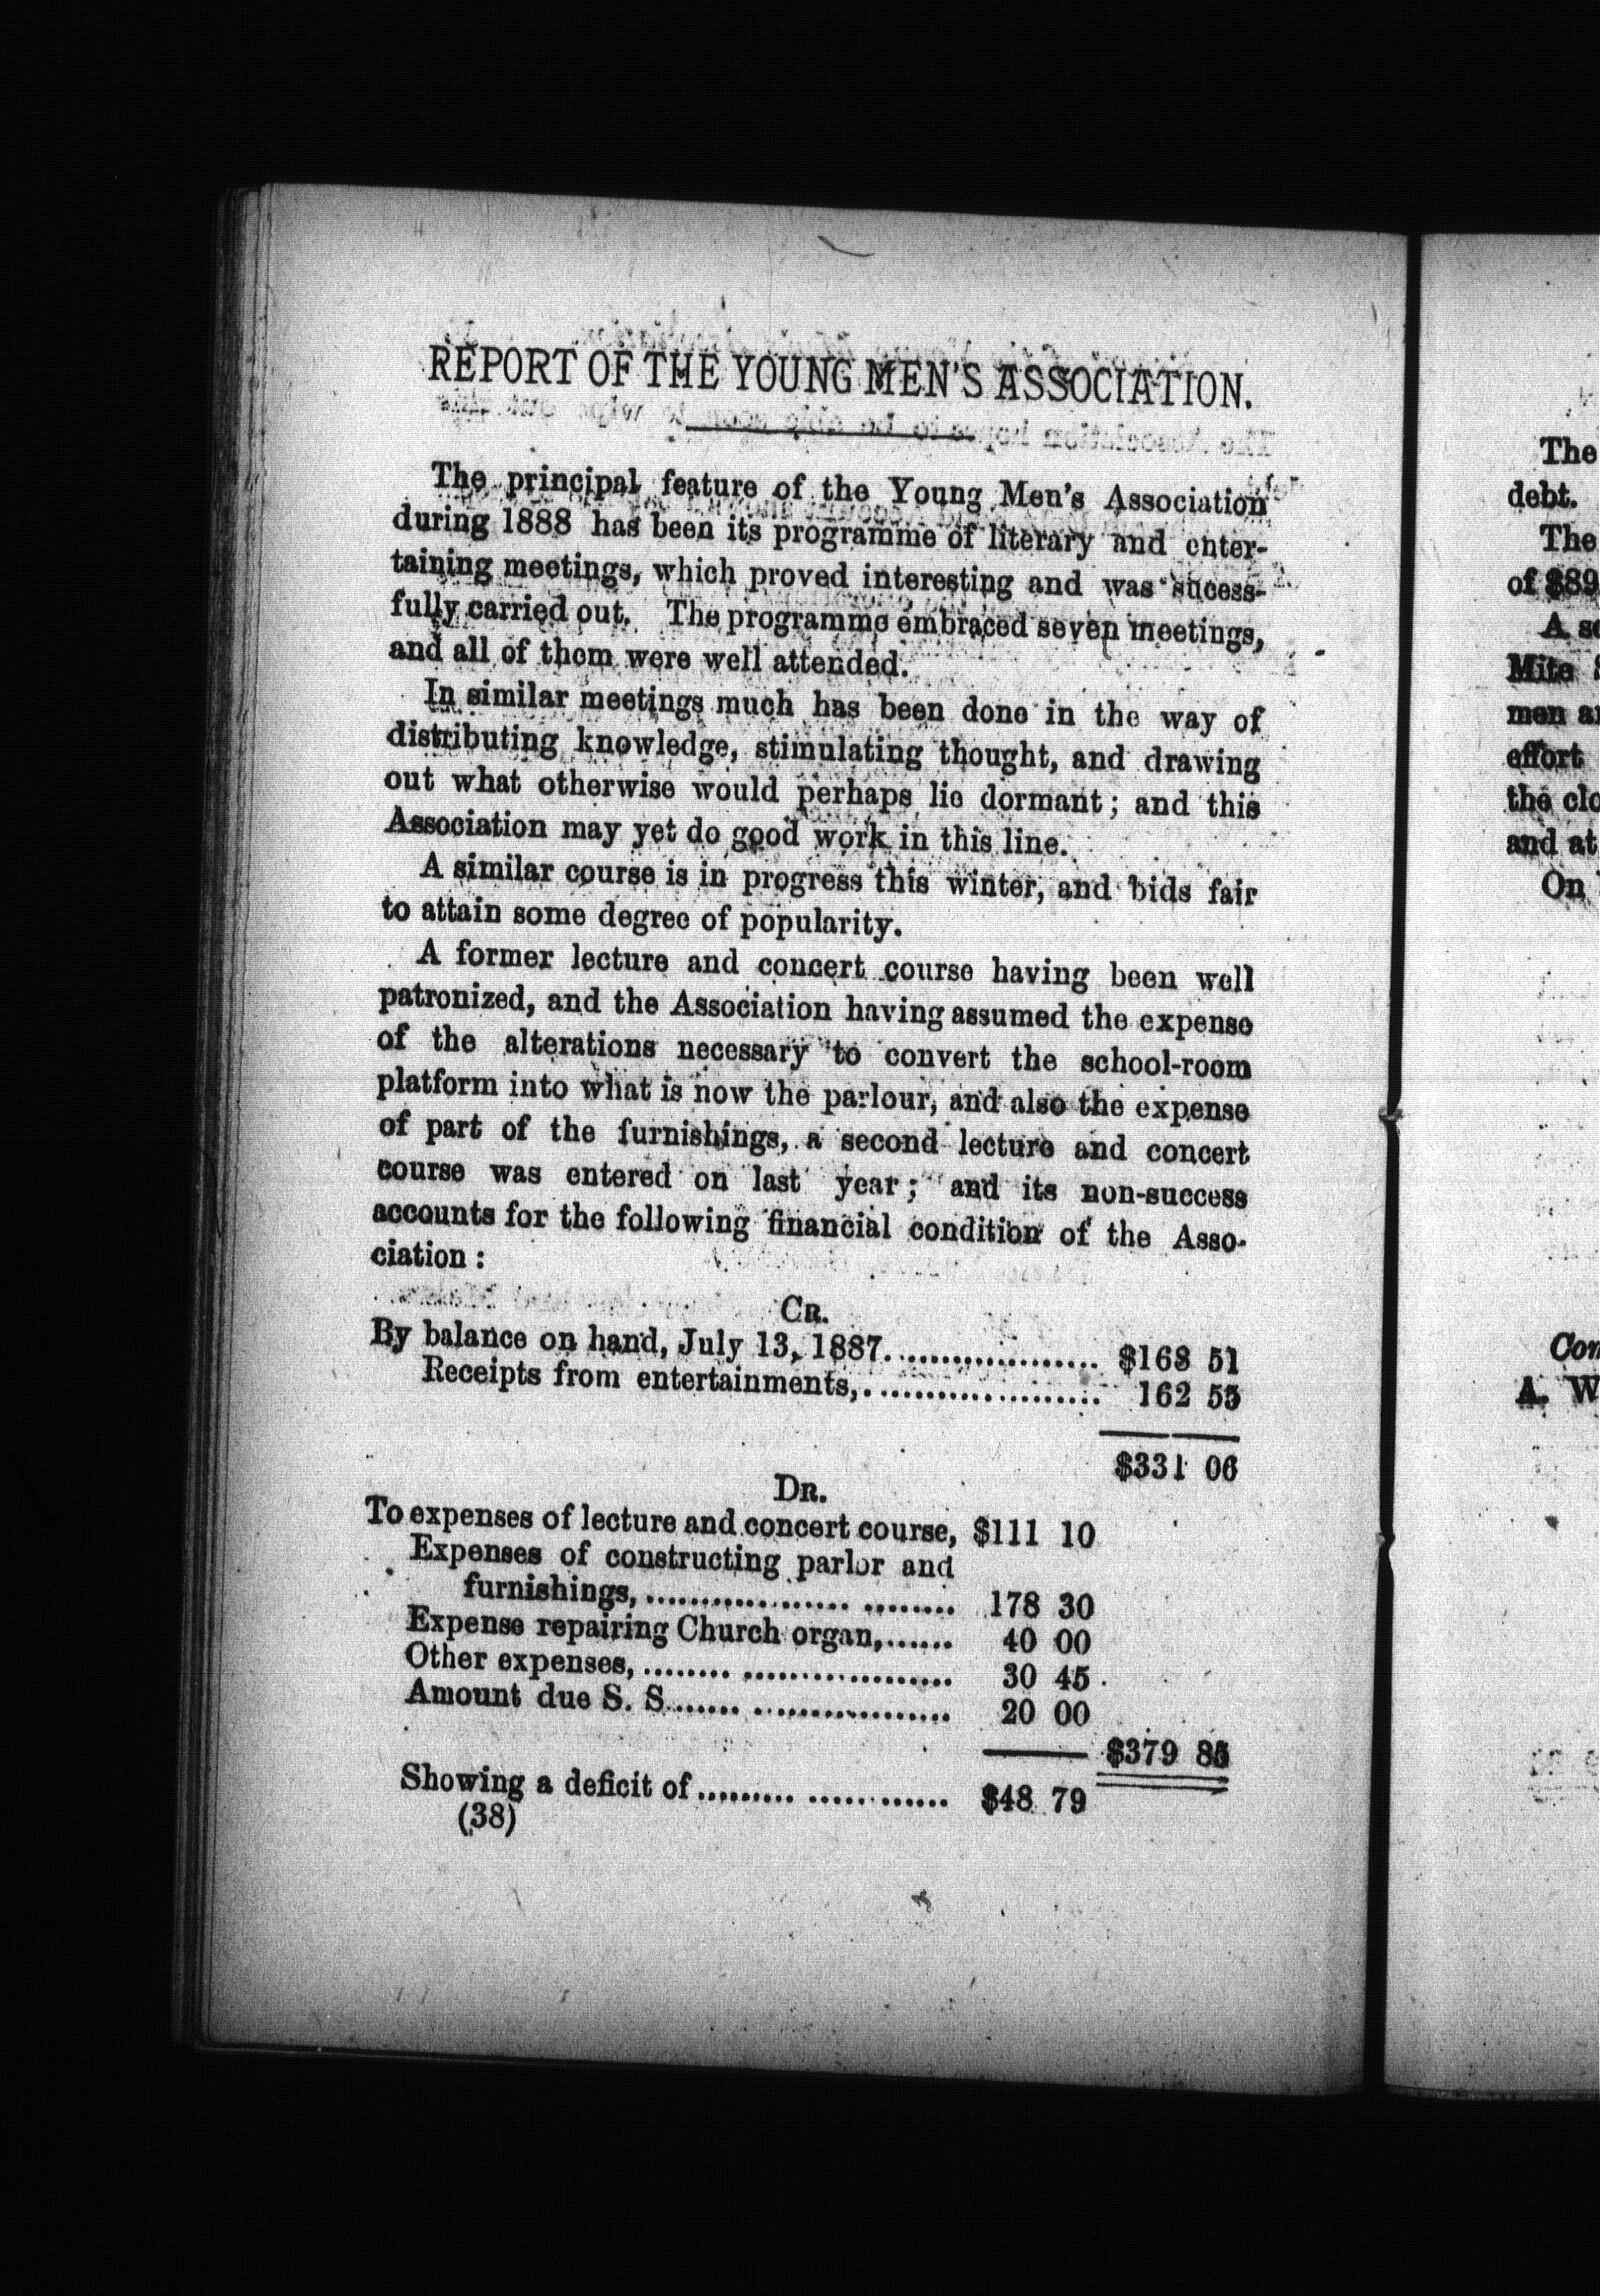 REPORT OF THE YOUNG MEN'S ASSOCIATION.
The principal feature of the Young Men's Association
during 1888 has been its programme of literary and enter-
taining meetings, which proved interesting and was sucess-
fully carried out. The programme embraced seven meetings,
and all of them were well attended.
In similar meetings much has been done in the way of
distributing knowledge, stimulating thought, and drawing
out what otherwise would perhaps lie dormant; and this
Association may yet do good work in this line.
A similar course is in progress this winter, and bids fair
to attain some degree of popularity.
A former lecture and concert course having been well
patronized, and the Association having assumed the expense
of the alterations necessary to convert the school-room
platform into what is now the parlour, and also the expense
of part of the furnishings, a second lecture and concert
course was entered on last year; and its non-success
accounts for the following financial condition of the Asso-
ciation:
CR.
By balance on hand, July 13, 1887.................... $168 51
Receipts from entertainments,..................... 162 55
$331 06
DR.
To expenses of lecture and concert course, $111 10
Expenses of constructing parlor and
furnishings,........................... 178 30
Expense repairing Church organ,...... 40 00
Other expenses,........................... 30 45
Amount due S. S......................... 20 00
$379 85
Showing a deficit of...................... $48 79
(38)
The
debt.
The
of $89
A
Mite
men
effort
the
and at
On
A.